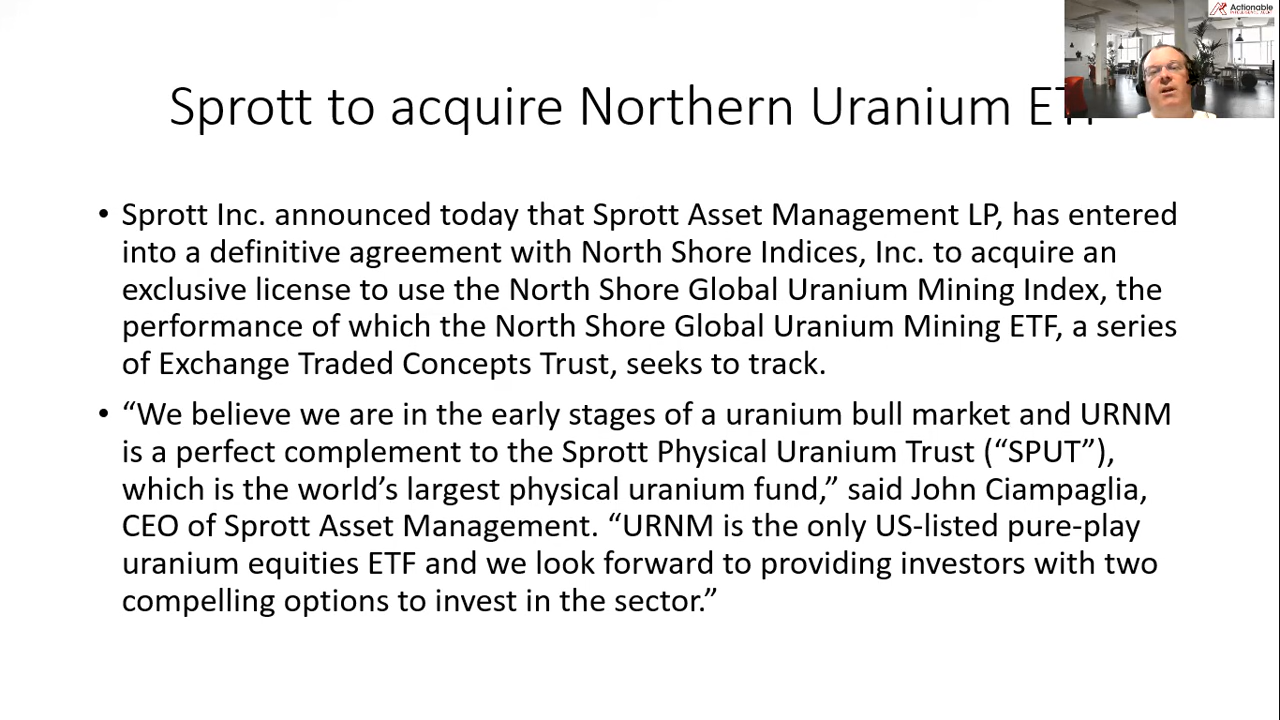 Actionable
Sprott to acquire Northern Uranium ETF
• Sprott Inc. announced today that Sprott Asset Management LP, has entered
into a definitive agreement with North Shore Indices, Inc. to acquire an
exclusive license to use the North Shore Global Uranium Mining Index, the
performance of which the North Shore Global Uranium Mining ETF, a series
of Exchange Traded Concepts Trust, seeks to track.
• “We believe we are in the early stages of a uranium bull market and URNM
is a perfect complement to the Sprott Physical Uranium Trust (“SPUT”),
which is the world’s largest physical uranium fund,” said John Ciampaglia,
CEO of Sprott Asset Management. “URNM is the only US-listed pure-play
uranium equities ETF and we look forward to providing investors with two
compelling options to invest in the sector.”